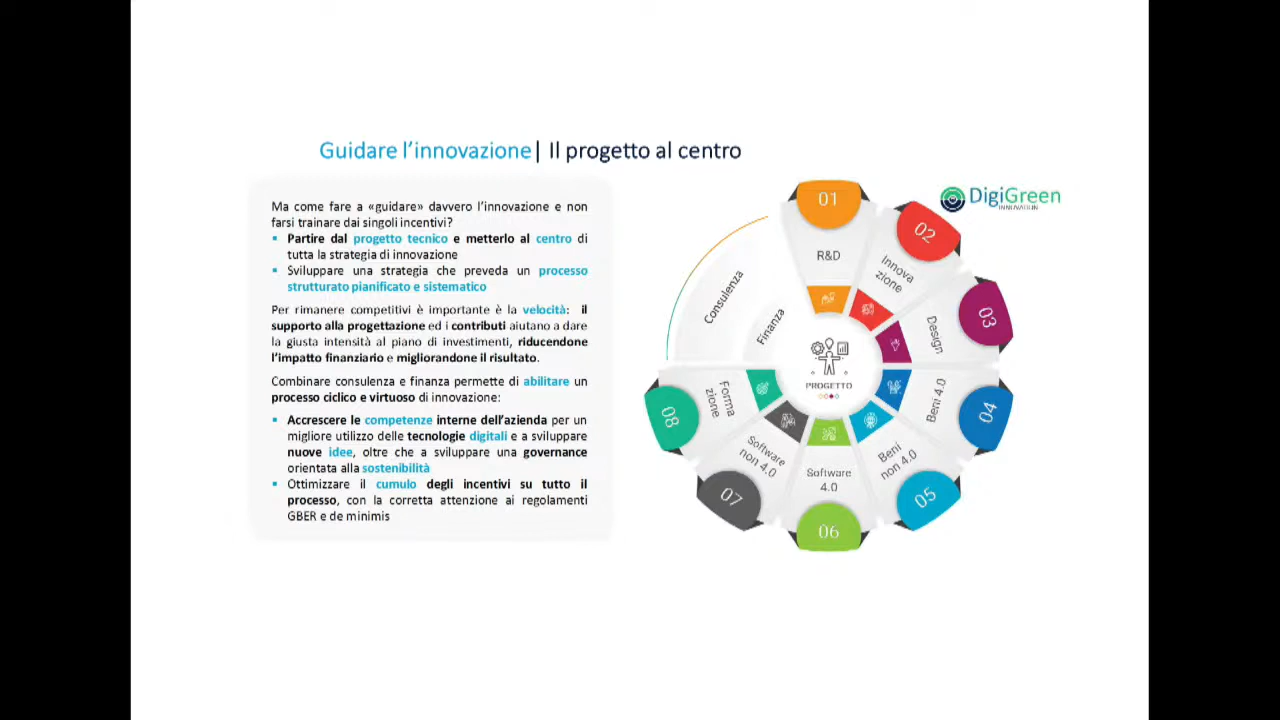 Guidare l'innovazione| Il progetto al centro
DigiGreen
INNOVATION
Ma come fare a «guidare» davvero l'innovazione e non
farsi trainare dai singoli incentivi?
▪ Partire dal progetto tecnico e metterlo al centro di
tutta la strategia di innovazione
▪ Sviluppare una strategia che preveda un processo
strutturato pianificato e sistematico
Per rimanere competitivi è importante è la velocità: il
supporto alla progettazione ed i contributi aiutano a dare
la giusta intensità al piano di investimenti, riducendone
l'impatto finanziario e migliorandone il risultato.
Combinare consulenza e finanza permette di abilitare un
processo ciclico e virtuoso di innovazione:
▪ Accrescere le competenze interne dell'azienda per un
migliore utilizzo delle tecnologie digitali e a sviluppare
nuove idee, oltre che a sviluppare una governance
orientata alla sostenibilità
▪ Ottimizzare il cumulo degli incentivi su tutto il
processo, con la corretta attenzione ai regolamenti
GBER e de minimis
Consulenza
Finanza
01
R&D
02
Innova
zione
03
Design
04
Beni 4.0
05
Beni
non 4.0
06
Software
4.0
07
Software
non 4.0
08
Forma
zione
PROGETTO